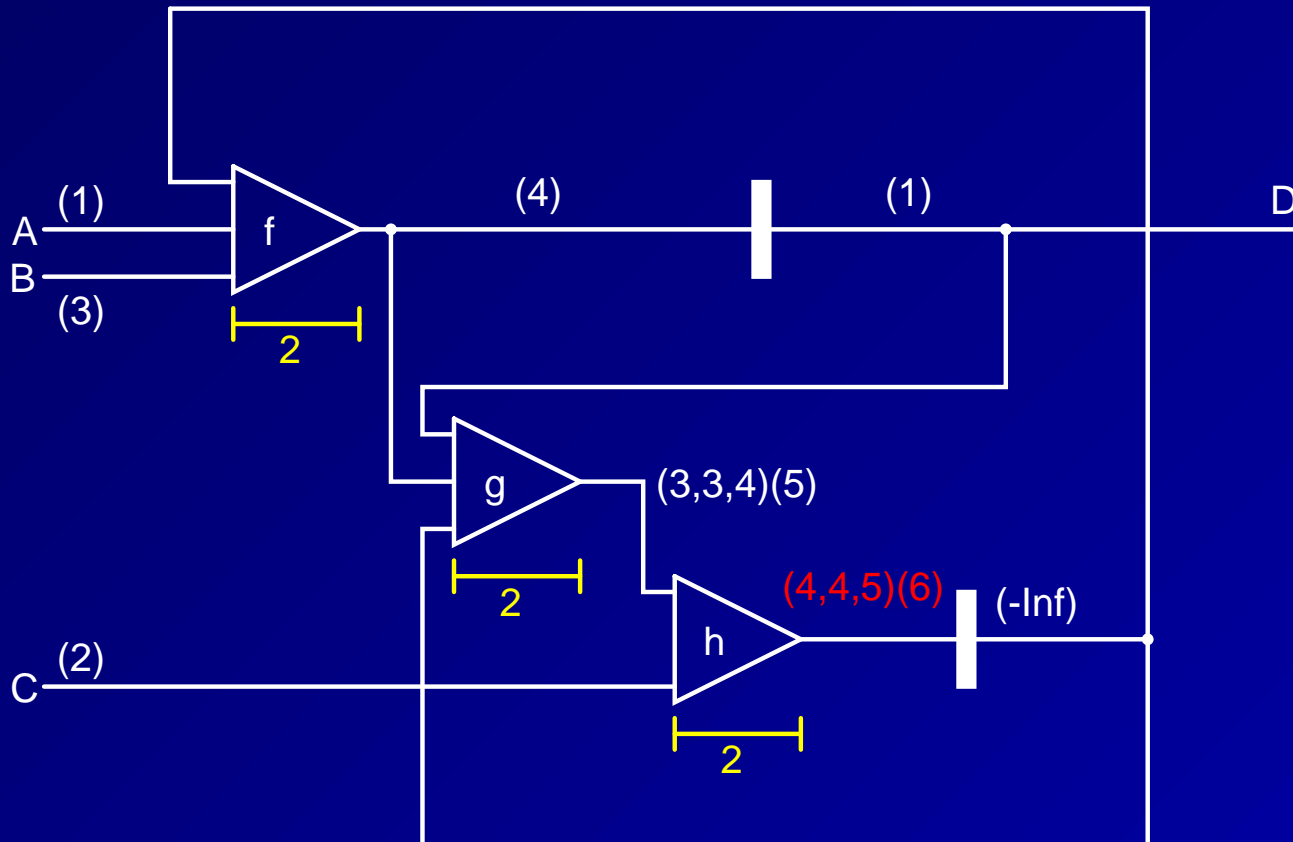 (1)
(4)
(1)
D
A
f
B
(3)
2
g
(3,3,4)(5)
2
(4,4,5)(6)
(-Inf)
h
(2)
C
2